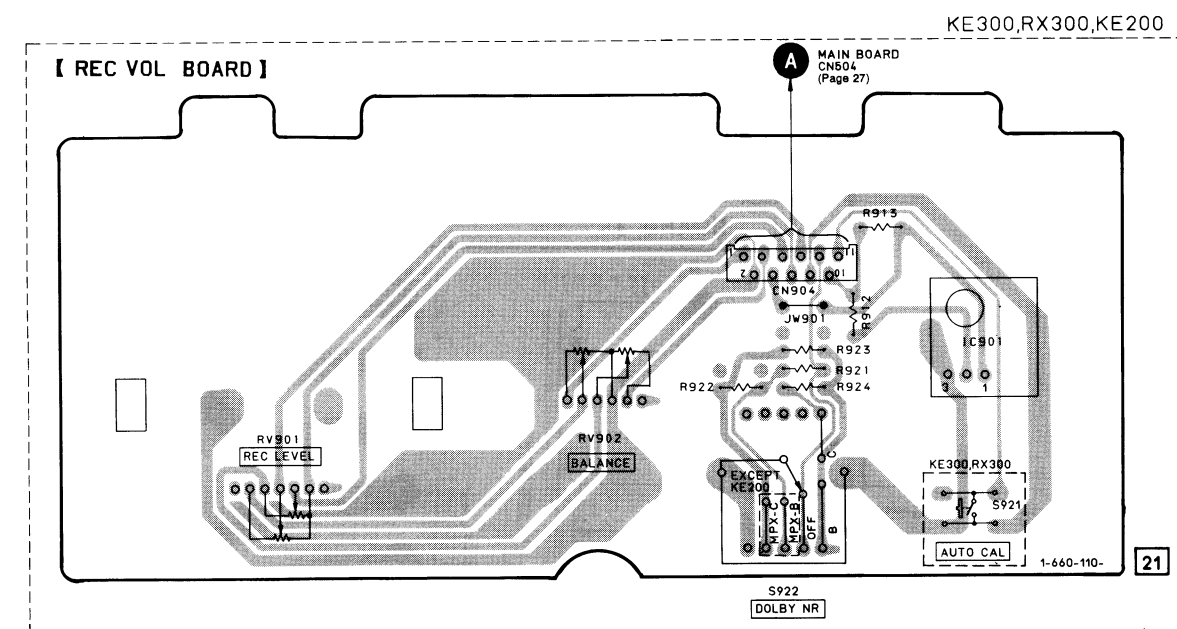 KE300,RX300,KE200
【 REC VOL BOARD 】
A
MAIN BOARD
CN504
(Page 27)
R913
1
11
2
10
CN904
JW901
R912
IC901
3
1
R923
R921
R922
R924
RV901
REC LEVEL
RV902
BALANCE
EXCEPT
KE200
MPX-C
MPX-B
OFF
B
C
KE300,RX300
S921
AUTO CAL
1-660-110-
21
S922
DOLBY NR